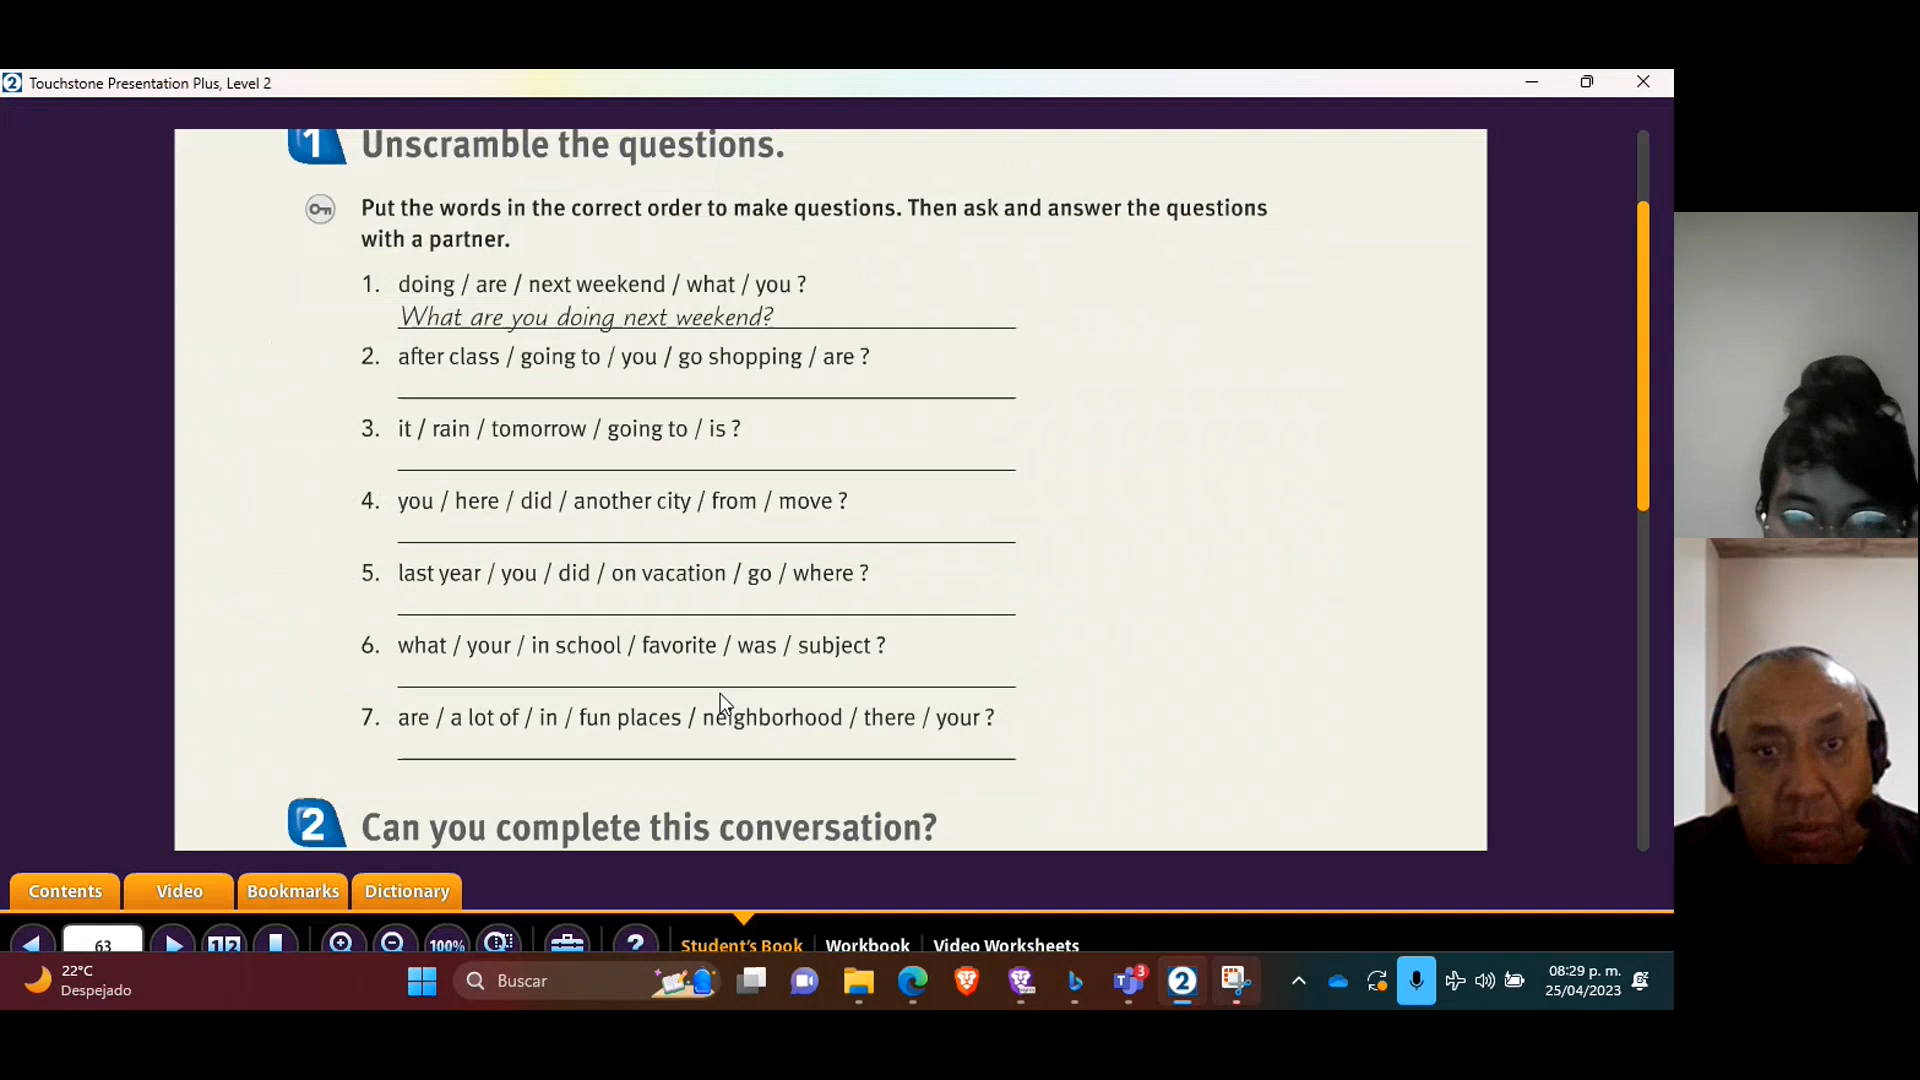 2 Touchstone Presentation Plus, Level 2
1 Unscramble the questions.
Put the words in the correct order to make questions. Then ask and answer the questions
with a partner.
1. doing / are / next weekend / what / you ?
What are you doing next weekend?
2. after class / going to / you / go shopping / are ?
3. it / rain / tomorrow / going to / is ?
4. you / here / did / another city / from / move ?
5. last year / you / did / on vacation / go / where ?
6. what / your / in school / favorite / was / subject ?
7. are / a lot of / in / fun places / neighborhood / there / your ?
2 Can you complete this conversation?
Contents Video Bookmarks Dictionary
63 12 100% ? Student's Book Workbook Video Worksheets
22°C
Despejado
Buscar
3
2
08:29 p. m.
25/04/2023